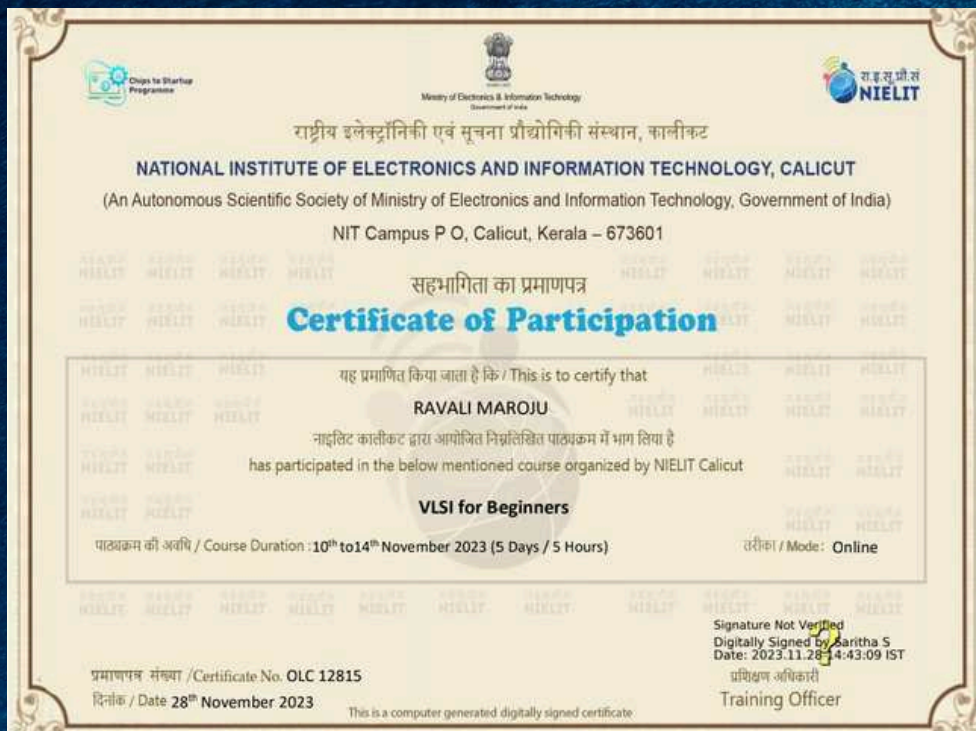 Chips to Startup
Programme
Ministry of Electronics & Information Technology
Government of India
रा.इ.सू.प्रौ.सं
NIELIT
राष्ट्रीय इलेक्ट्रॉनिकी एवं सूचना प्रौद्योगिकी संस्थान, कालीकट
NATIONAL INSTITUTE OF ELECTRONICS AND INFORMATION TECHNOLOGY, CALICUT
(An Autonomous Scientific Society of Ministry of Electronics and Information Technology, Government of India)
NIT Campus P O, Calicut, Kerala – 673601
सहभागिता का प्रमाणपत्र
Certificate of Participation
यह प्रमाणित किया जाता है कि / This is to certify that
RAVALI MAROJU
नाइलिट कालीकट द्वारा आयोजित निम्नलिखित पाठ्यक्रम में भाग लिया है
has participated in the below mentioned course organized by NIELIT Calicut
VLSI for Beginners
पाठ्यक्रम की अवधि / Course Duration :10th to14th November 2023 (5 Days / 5 Hours) तरीका / Mode: Online
Signature Not Verified
Digitally Signed by Saritha S
Date: 2023.11.28 14:43:09 IST
प्रमाणपत्र संख्या /Certificate No. OLC 12815
प्रशिक्षण अधिकारी
दिनांक / Date 28th November 2023
Training Officer
This is a computer generated digitally signed certificate